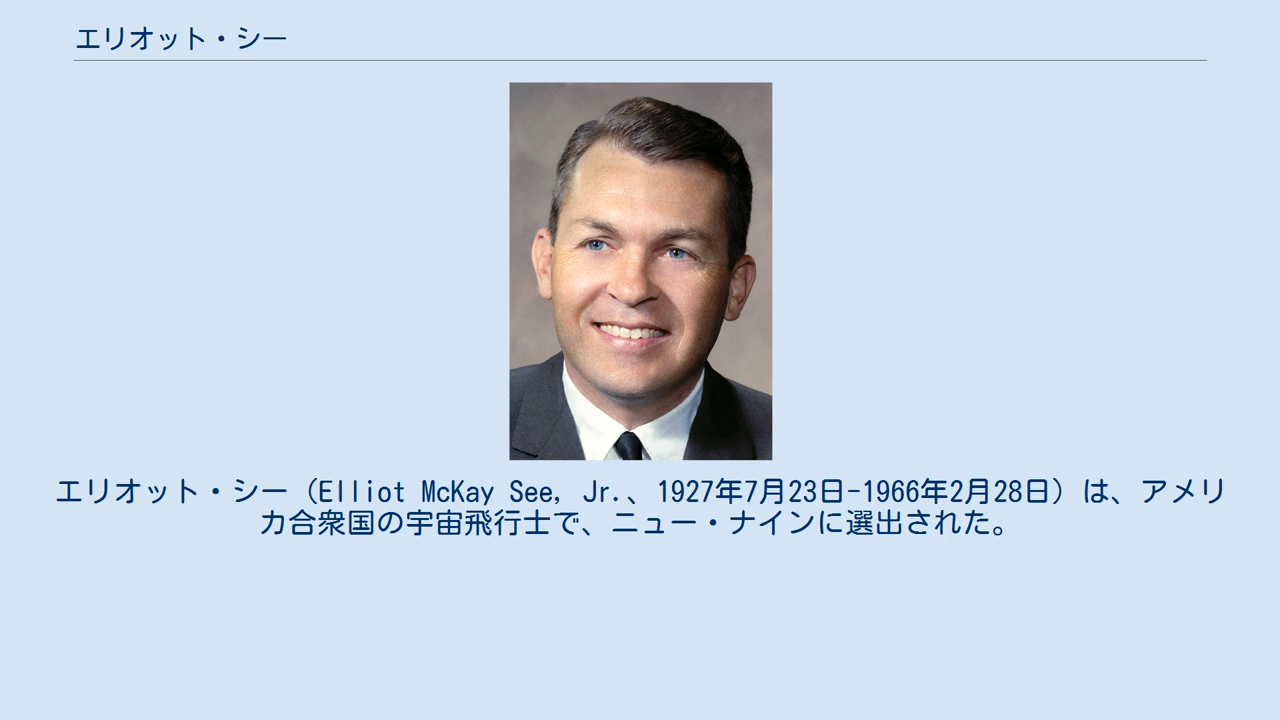 エリオット・シー
エリオット・シー（Elliot McKay See, Jr.、1927年7月23日-1966年2月28日）は、アメリ
カ合衆国の宇宙飛行士で、ニュー・ナインに選出された。